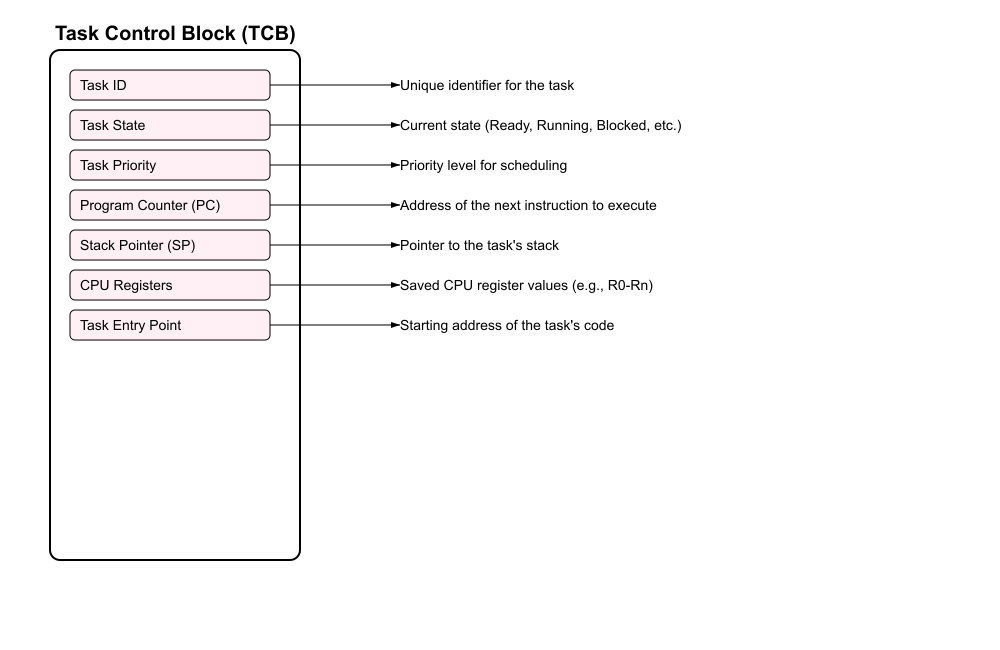 Task Control Block (TCB)
Task ID
Unique identifier for the task
Task State
Current state (Ready, Running, Blocked, etc.)
Task Priority
Priority level for scheduling
Program Counter (PC)
Address of the next instruction to execute
Stack Pointer (SP)
Pointer to the task's stack
CPU Registers
Saved CPU register values (e.g., R0-Rn)
Task Entry Point
Starting address of the task's code